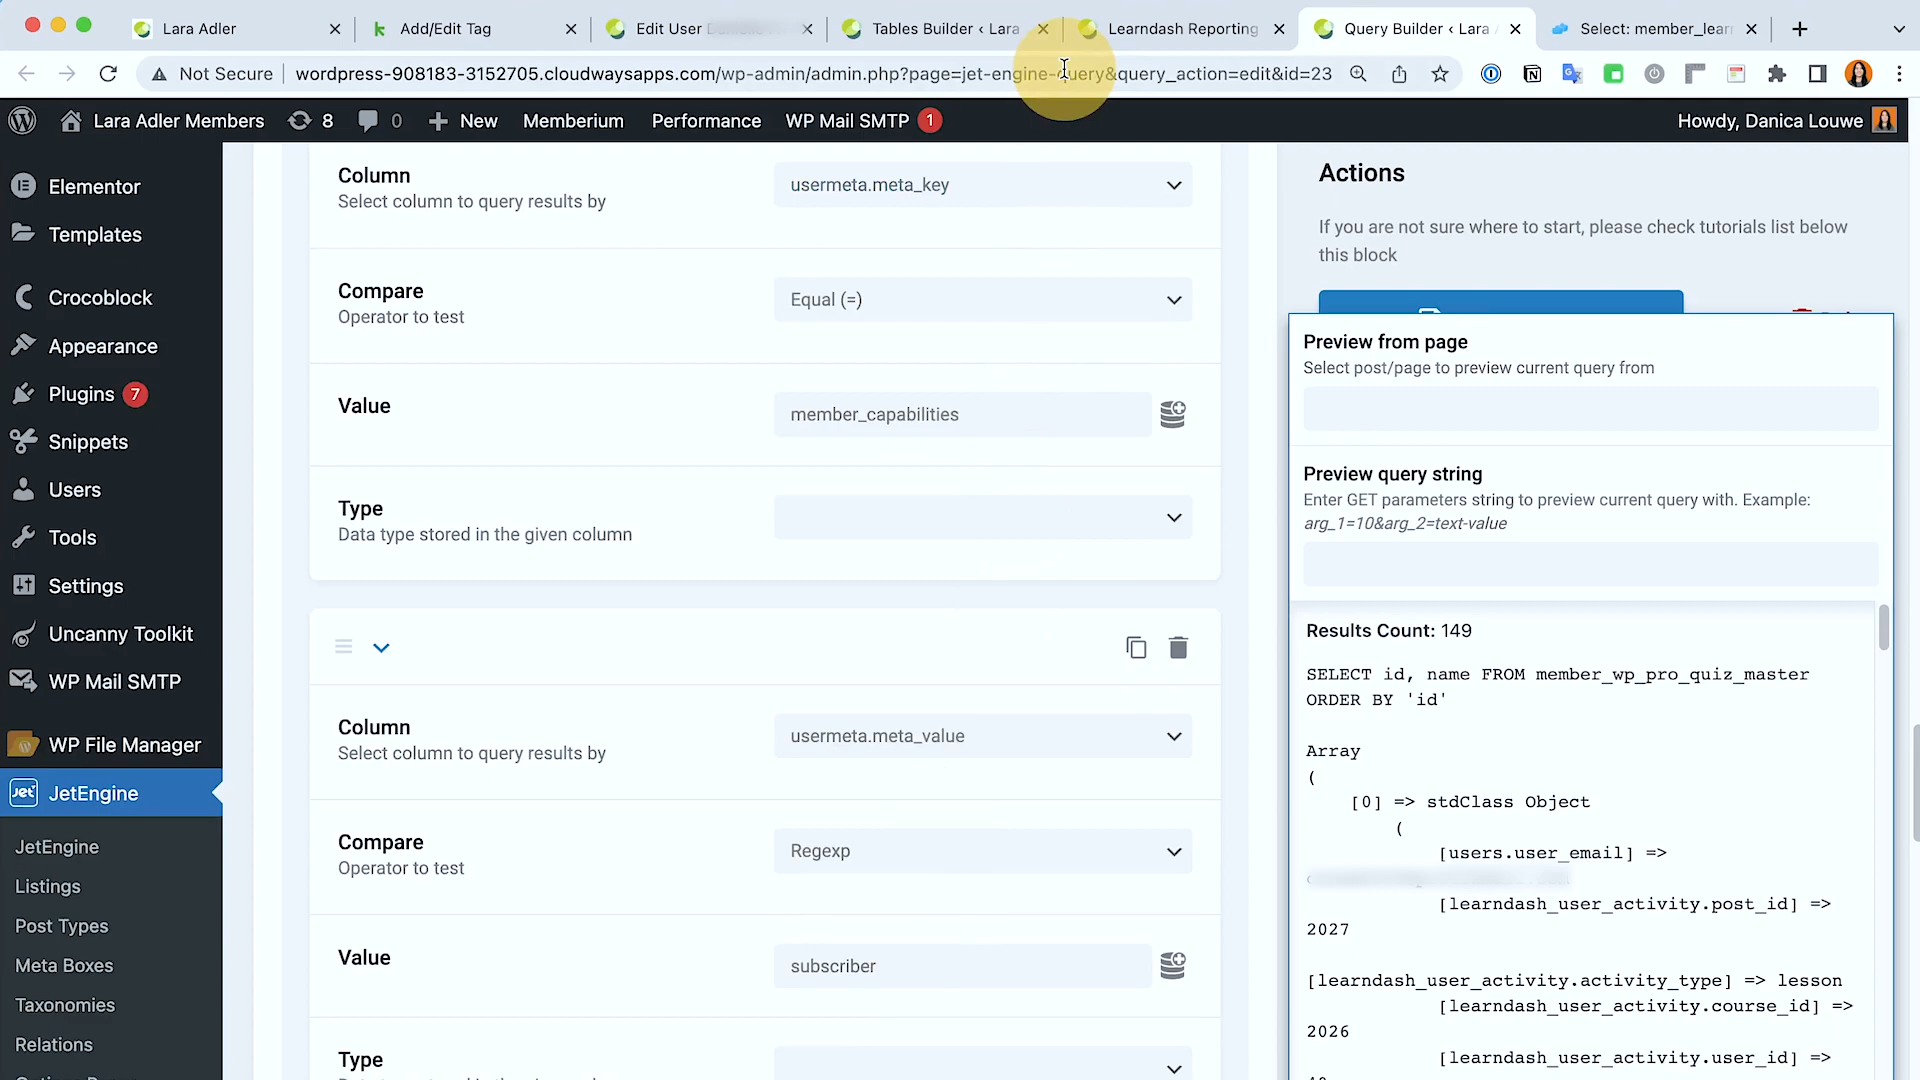 Lara Adler
Add/Edit Tag
Edit User
Tables Builder ‹ Lara
Learndash Reporting
Query Builder ‹ Lara
Select: member_lear
Not Secure
wordpress-908183-3152705.cloudwaysapps.com/wp-admin/admin.php?page=jet-engine-query&query_action=edit&id=23
Lara Adler Members
8
0
New
Memberium
Performance
WP Mail SMTP
1
Howdy, Danica Louwe
Elementor
Templates
Crocoblock
Appearance
Plugins
7
Snippets
Users
Tools
Settings
Uncanny Toolkit
WP Mail SMTP
WP File Manager
Jet
JetEngine
JetEngine
Listings
Post Types
Meta Boxes
Taxonomies
Relations
Column
Select column to query results by
usermeta.meta_key
Compare
Operator to test
Equal (=)
Value
member_capabilities
Type
Data type stored in the given column
Column
Select column to query results by
usermeta.meta_value
Compare
Operator to test
Regexp
Value
subscriber
Type
Actions
If you are not sure where to start, please check tutorials list below
this block
Preview from page
Select post/page to preview current query from
Preview query string
Enter GET parameters string to preview current query with. Example:
arg_1=10&arg_2=text-value
Results Count: 149
SELECT id, name FROM member_wp_pro_quiz_master
ORDER BY 'id'
Array
(
[0] => stdClass Object
(
[users.user_email] =>
[learndash_user_activity.post_id] =>
2027
[learndash_user_activity.activity_type] => lesson
[learndash_user_activity.course_id] =>
2026
[learndash_user_activity.user_id] =>